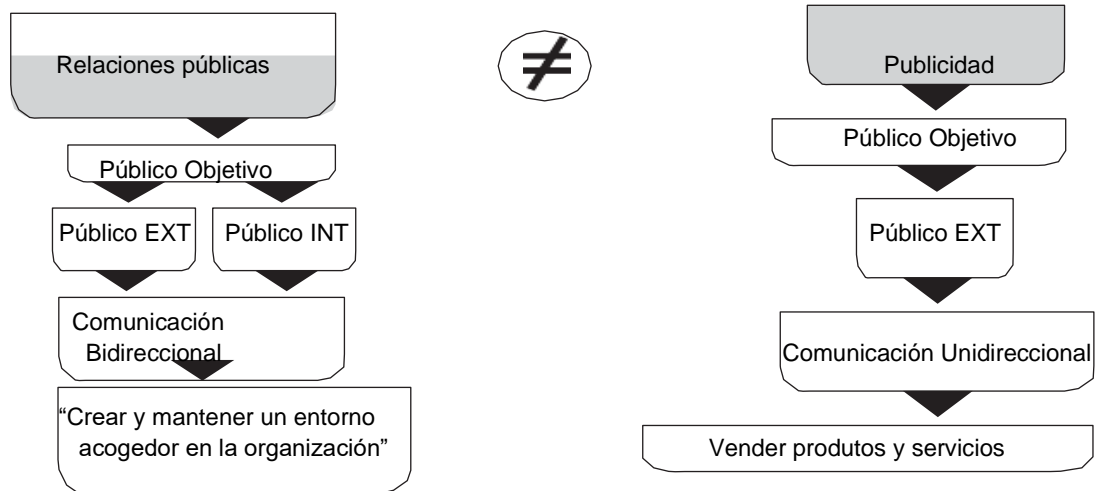 Relaciones públicas
Público Objetivo
Público EXT
Público INT
Comunicación
Bidireccional
“Crear y mantener un entorno
acogedor en la organización”
≠
Publicidad
Público Objetivo
Público EXT
Comunicación Unidireccional
Vender produtos y servicios